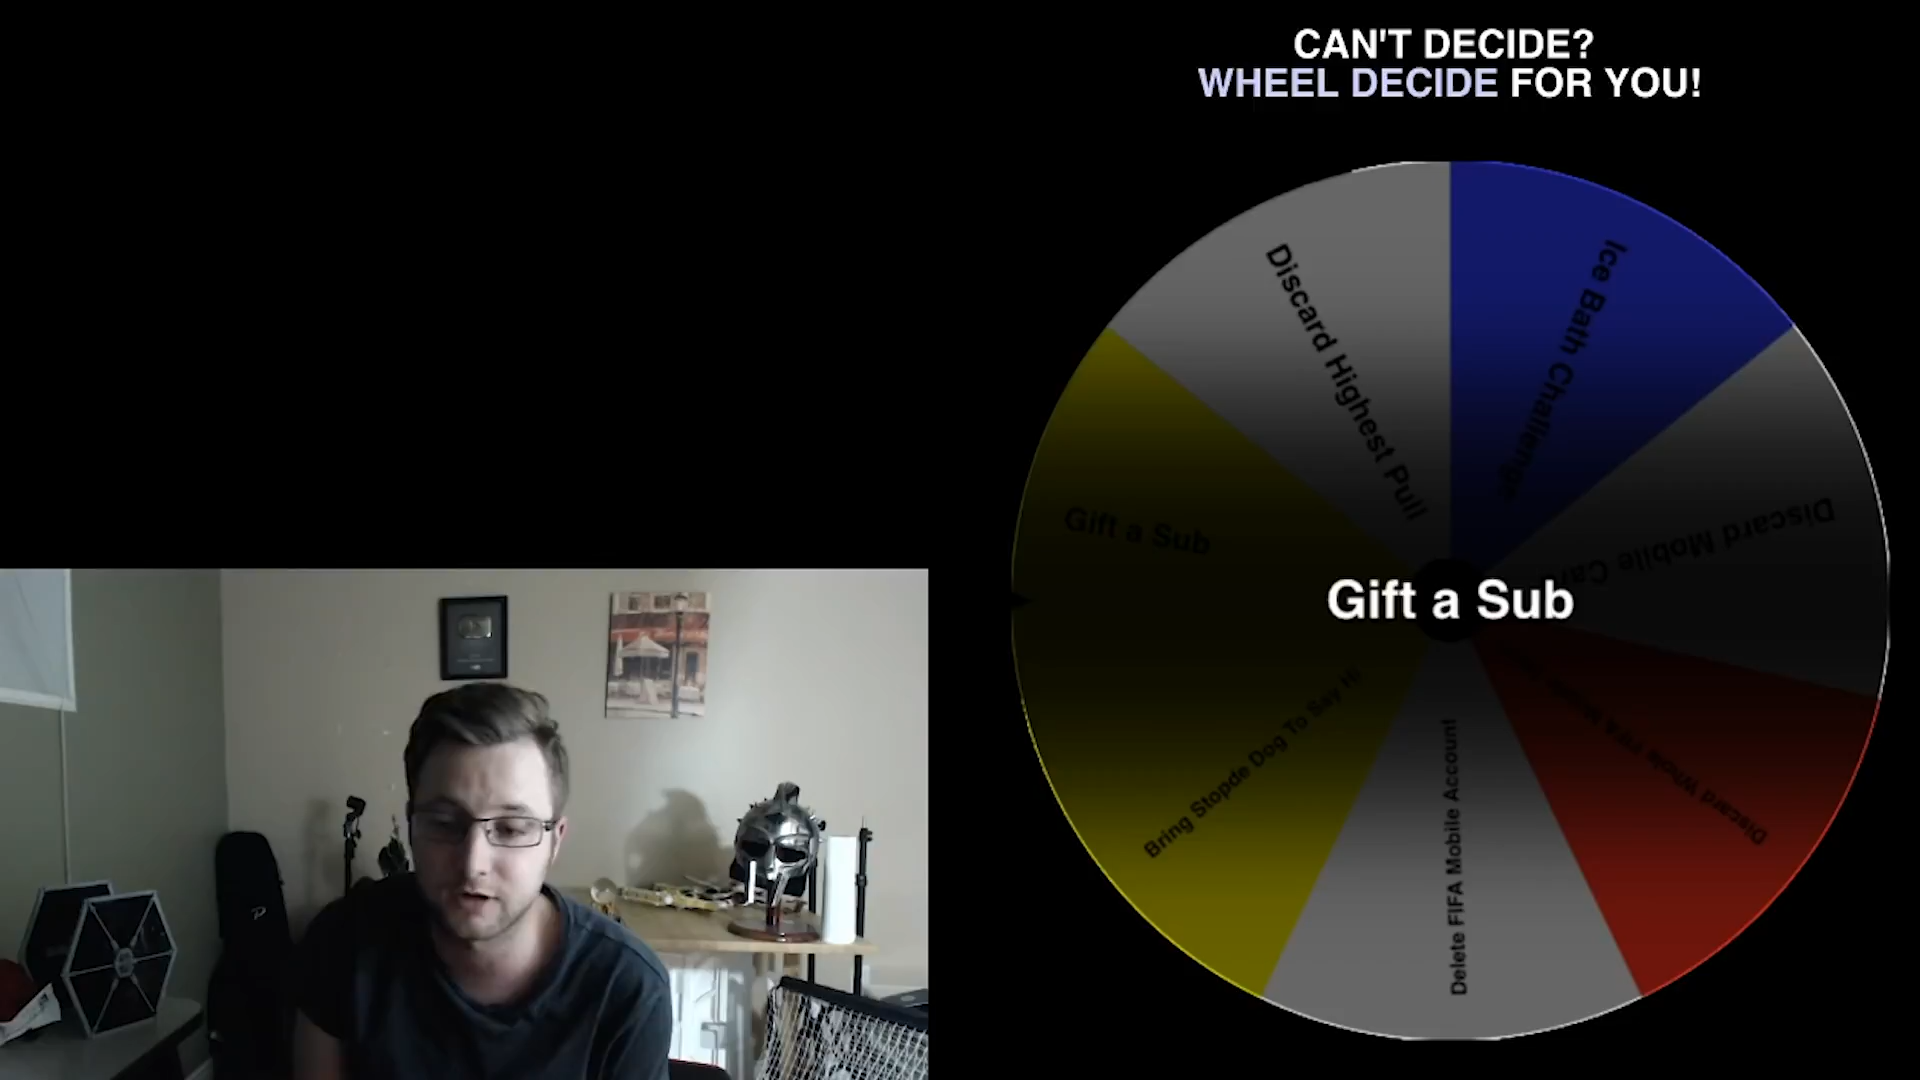 CAN'T DECIDE?
WHEEL DECIDE FOR YOU!
Ice Bath Challenge
Discard Highest Pull
Discard Mobile
Gift a Sub
Gift a Sub
Bring Stopde Dog To Say Hi
Delete FIFA Mobile Account
Discard Whole FIFA